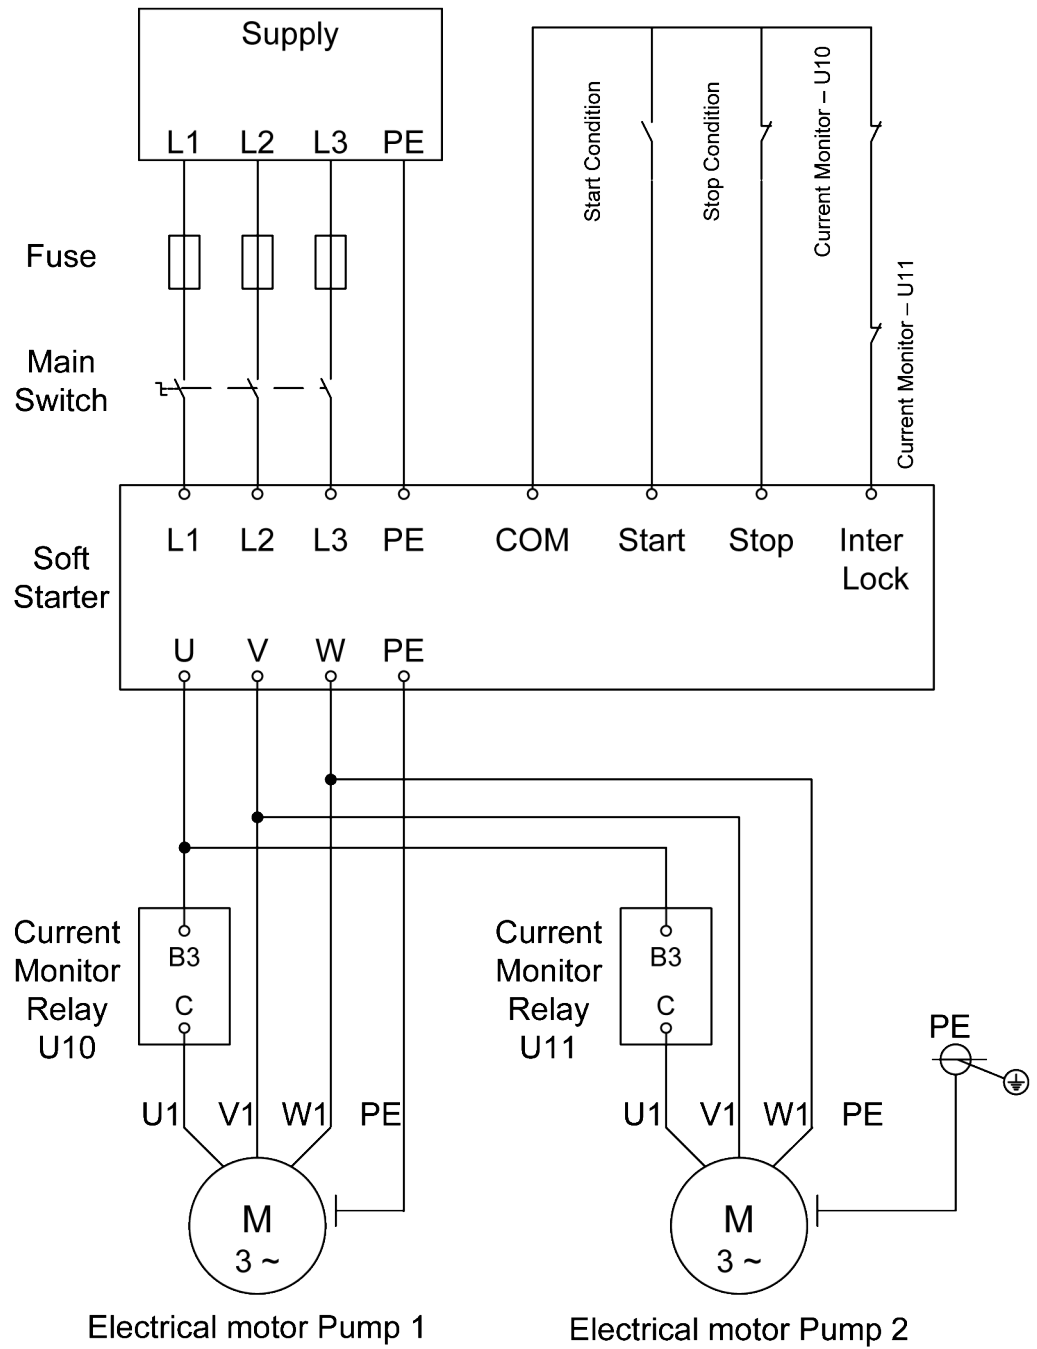 Supply
L1 L2 L3 PE
Fuse
Main
Switch
Start Condition
Stop Condition
Current Monitor – U10
Current Monitor – U11
Soft
Starter
L1 L2 L3 PE COM Start Stop Inter
Lock
U V W PE
Current
Monitor
Relay
U10
B3
C
Current
Monitor
Relay
U11
B3
C
PE
U1 V1 W1 PE
U1 V1 W1 PE
M
3 ~
M
3 ~
Electrical motor Pump 1
Electrical motor Pump 2